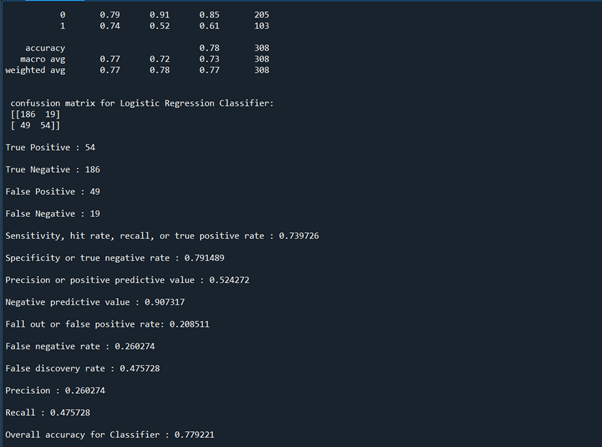 0 0.79 0.91 0.85 205
1 0.74 0.52 0.61 103
accuracy 0.78 308
macro avg 0.77 0.72 0.73 308
weighted avg 0.77 0.78 0.77 308
confussion matrix for Logistic Regression Classifier:
[[186 19]
[ 49 54]]
True Positive : 54
True Negative : 186
False Positive : 49
False Negative : 19
Sensitivity, hit rate, recall, or true positive rate : 0.739726
Specificity or true negative rate : 0.791489
Precision or positive predictive value : 0.524272
Negative predictive value : 0.907317
Fall out or false positive rate: 0.208511
False negative rate : 0.260274
False discovery rate : 0.475728
Precision : 0.260274
Recall : 0.475728
Overall accuracy for Classifier : 0.779221